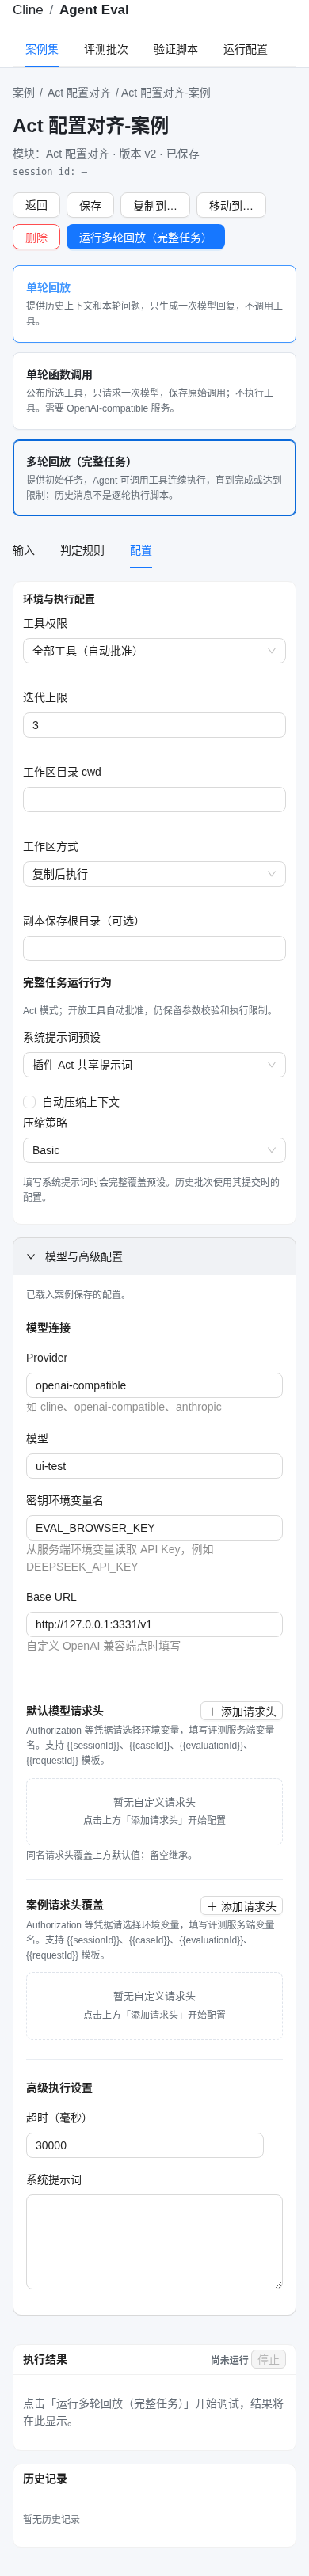 Cline / Agent Eval
案例集 评测批次 验证脚本 运行配置
案例 / Act 配置对齐 / Act 配置对齐-案例
Act 配置对齐-案例
模块：Act 配置对齐 · 版本 v2 · 已保存
session_id: —
返回 保存 复制到… 移动到…
删除 运行多轮回放（完整任务）
单轮回放
提供历史上下文和本轮问题，只生成一次模型回复，不调用工
具。
单轮函数调用
公布所选工具，只请求一次模型，保存原始调用；不执行工
具。需要 OpenAI-compatible 服务。
多轮回放（完整任务）
提供初始任务，Agent 可调用工具连续执行，直到完成或达到
限制；历史消息不是逐轮执行脚本。
输入 判定规则 配置
环境与执行配置
工具权限
全部工具（自动批准）
迭代上限
3
工作区目录 cwd
工作区方式
复制后执行
副本保存根目录（可选）
完整任务运行行为
Act 模式；开放工具自动批准，仍保留参数校验和执行限制。
系统提示词预设
插件 Act 共享提示词
自动压缩上下文
压缩策略
Basic
填写系统提示词时会完整覆盖预设。历史批次使用其提交时的
配置。
模型与高级配置
已载入案例保存的配置。
模型连接
Provider
openai-compatible
如 cline、openai-compatible、anthropic
模型
ui-test
密钥环境变量名
EVAL_BROWSER_KEY
从服务端环境变量读取 API Key，例如
DEEPSEEK_API_KEY
Base URL
http://127.0.0.1:3331/v1
自定义 OpenAI 兼容端点时填写
默认模型请求头 ＋ 添加请求头
Authorization 等凭据请选择环境变量，填写评测服务端变量
名。支持 {{sessionId}}、{{caseId}}、{{evaluationId}}、
{{requestId}} 模板。
暂无自定义请求头
点击上方「添加请求头」开始配置
同名请求头覆盖上方默认值；留空继承。
案例请求头覆盖 ＋ 添加请求头
Authorization 等凭据请选择环境变量，填写评测服务端变量
名。支持 {{sessionId}}、{{caseId}}、{{evaluationId}}、
{{requestId}} 模板。
暂无自定义请求头
点击上方「添加请求头」开始配置
高级执行设置
超时（毫秒）
30000
系统提示词
执行结果 尚未运行 停止
点击「运行多轮回放（完整任务）」开始调试，结果将
在此显示。
历史记录
暂无历史记录